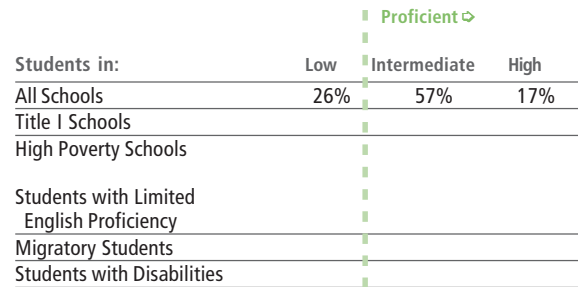 Proficient ➩
Students in: Low Intermediate High
All Schools 26% 57% 17%
Title I Schools
High Poverty Schools
Students with Limited
English Proficiency
Migratory Students
Students with Disabilities